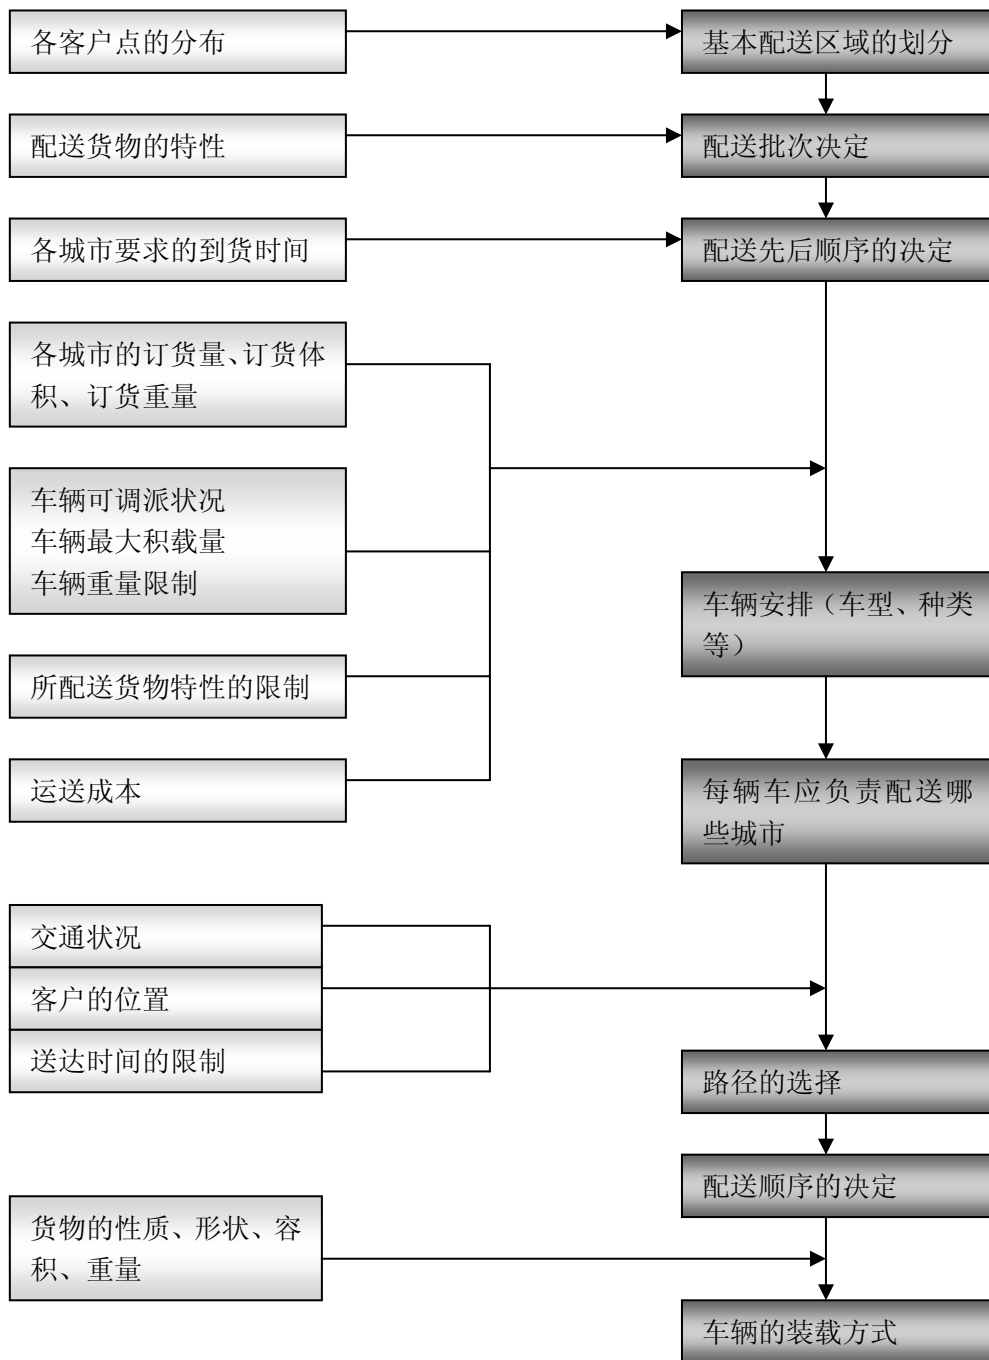 各客户点的分布
基本配送区域的划分
配送货物的特性
配送批次决定
各城市要求的到货时间
配送先后顺序的决定
各城市的订货量、订货体
积、订货重量
车辆可调派状况
车辆最大积载量
车辆重量限制
车辆安排（车型、种类
等）
所配送货物特性的限制
运送成本
每辆车应负责配送哪
些城市
交通状况
客户的位置
送达时间的限制
路径的选择
配送顺序的决定
货物的性质、形状、容
积、重量
车辆的装载方式